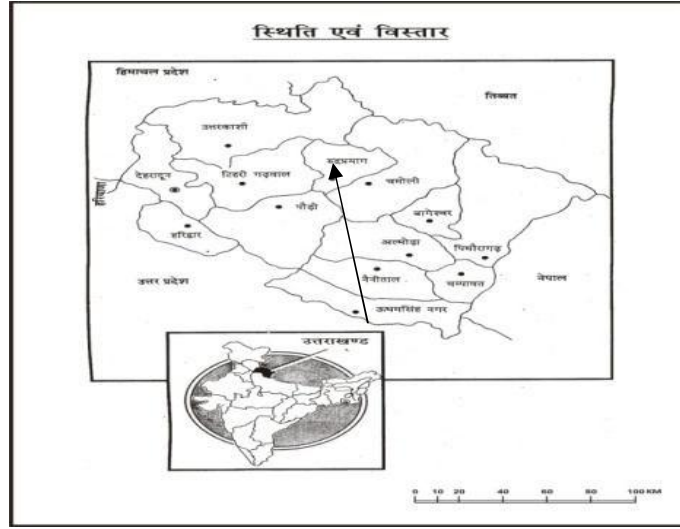 स्थिति एवं विस्तार
हिमाचल प्रदेश
तिब्बत
उत्तरकाशी
रुद्रप्रयाग
देहरादून
टिहरी गढ़वाल
चमोली
हरियाणा
पौड़ी
बागेश्वर
हरिद्वार
अल्मोड़ा
पिथौरागढ़
उत्तर प्रदेश
नैनीताल
चम्पावत
नेपाल
ऊधमसिंह नगर
उत्तराखण्ड
0 10 20 40 60 80 100 KM